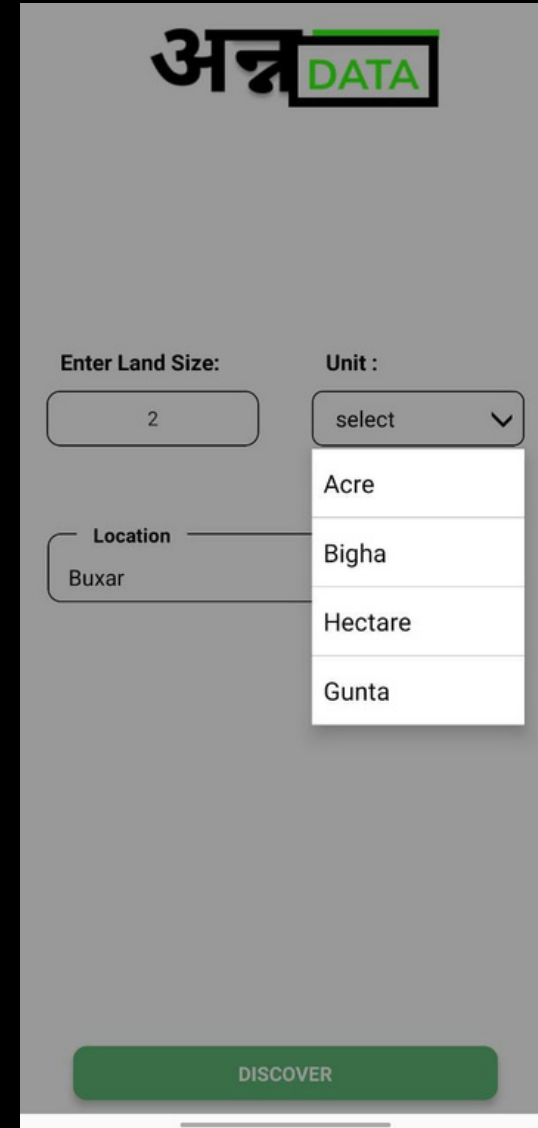 अन्न DATA
Enter Land Size: Unit :
2 select
Acre
Location
Bigha
Buxar
Hectare
Gunta
DISCOVER